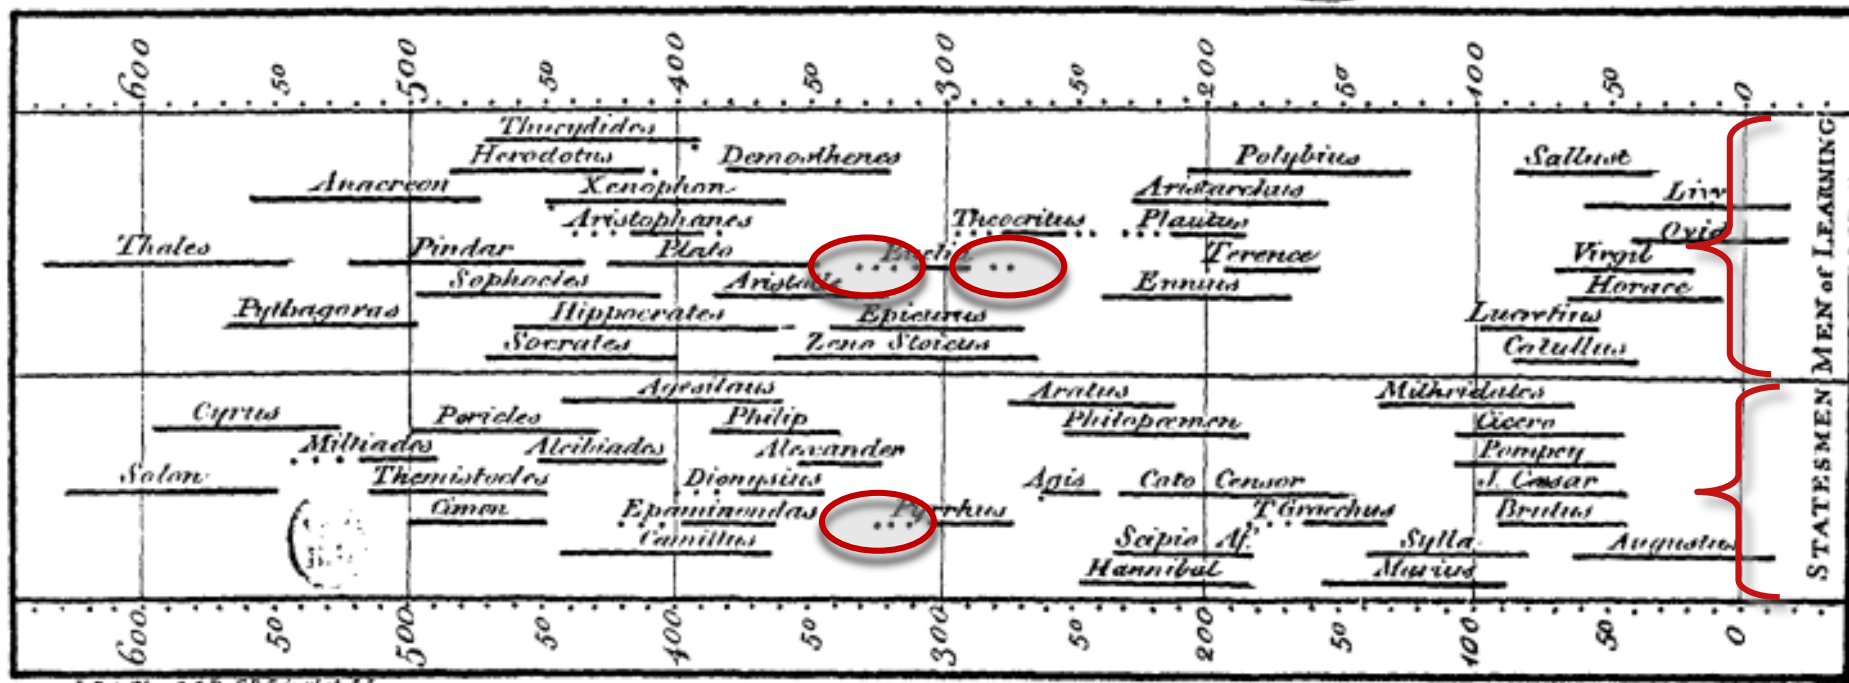 600 50 500 50 400 50 300 50 200 50 100 50 0
Thucydides
Herodotus Demosthenes Polybius Sallust
Anacreon Xenophon Aristarchus Livy
Aristophanes Theocritus Plautus Ovid
Thales Pindar Plato Euclid Terence Virgil
Sophocles Aristotle Ennius Horace
Pythagoras Hippocrates Epicurus Lucretius
Socrates Zeno Stoicus Catullus
MEN of LEARNING
Agesilaus Aratus Mithridates
Cyrus Pericles Philip Philopœmen Cicero
Miltiades Alcibiades Alexander Pompey
Solon Themistocles Dionysius Agis Cato Censor J. Cæsar
Cimon Epaminondas Pyrrhus T Gracchus Brutus
Camillus Scipio Af. Sylla Augustus
Hannibal Marius
STATESMEN
600 50 500 50 400 50 300 50 200 50 100 50 0